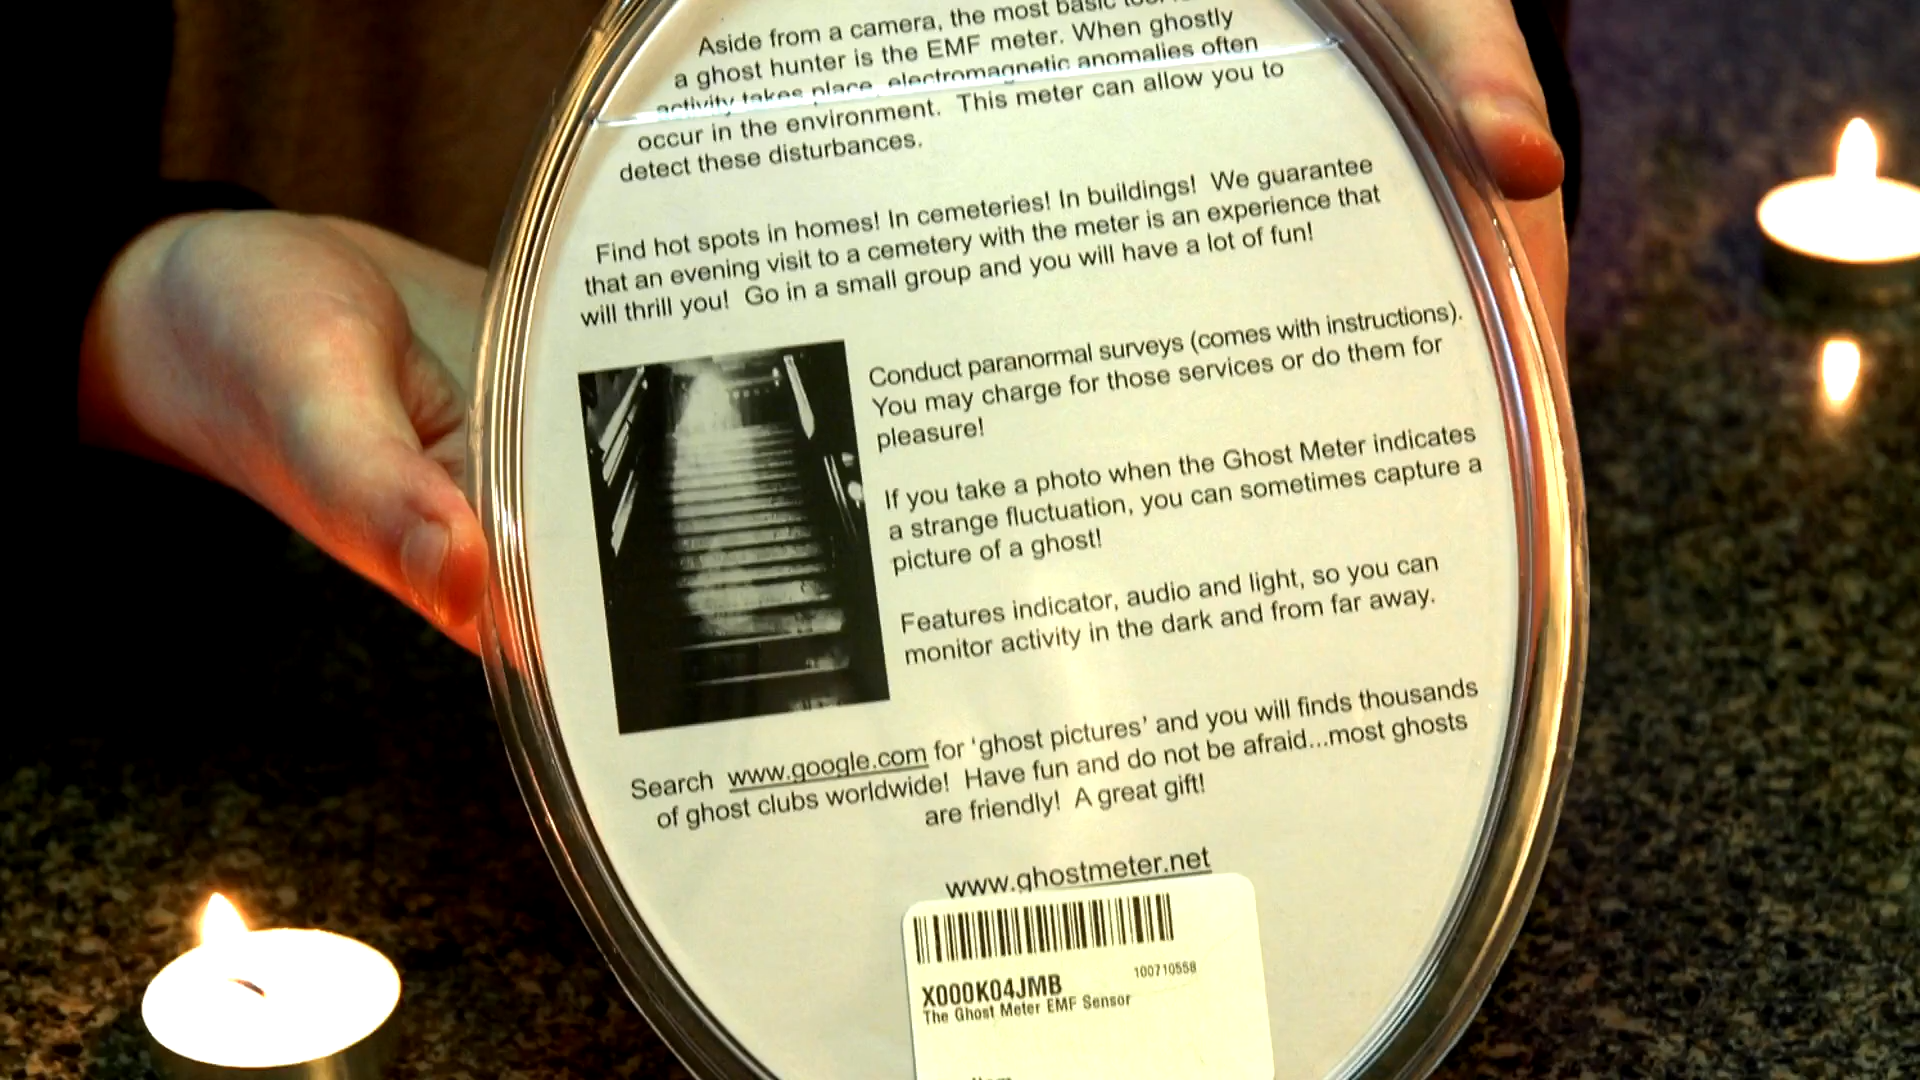 Aside from a camera, the most basic
a ghost hunter is the EMF meter. When ghostly
activity takes place, electromagnetic anomalies often
occur in the environment. This meter can allow you to
detect these disturbances.
Find hot spots in homes! In cemeteries! In buildings! We guarantee
that an evening visit to a cemetery with the meter is an experience that
will thrill you! Go in a small group and you will have a lot of fun!
Conduct paranormal surveys (comes with instructions).
You may charge for those services or do them for
pleasure!
If you take a photo when the Ghost Meter indicates
a strange fluctuation, you can sometimes capture a
picture of a ghost!
Features indicator, audio and light, so you can
monitor activity in the dark and from far away.
Search www.google.com for ‘ghost pictures’ and you will finds thousands
of ghost clubs worldwide! Have fun and do not be afraid...most ghosts
are friendly! A great gift!
www.ghostmeter.net
X000K04JMB 100710558
The Ghost Meter EMF Sensor